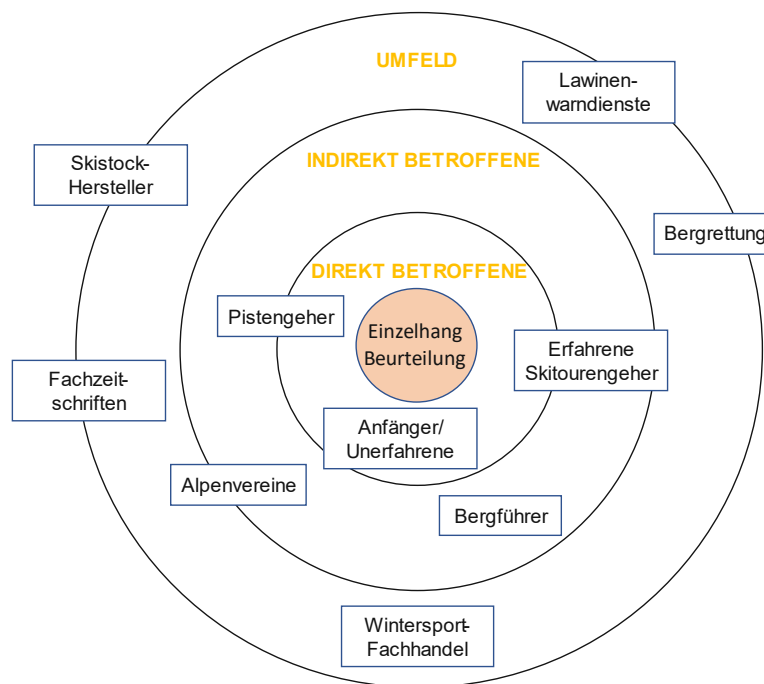 UMFELD
Lawinen-
warndienste
Skistock-
Hersteller
INDIREKT BETROFFENE
Bergrettung
DIREKT BETROFFENE
Pistengeher
Einzelhang
Beurteilung
Erfahrene
Skitourengeher
Fachzeit-
schriften
Anfänger/
Unerfahrene
Alpenvereine
Bergführer
Wintersport-
Fachhandel